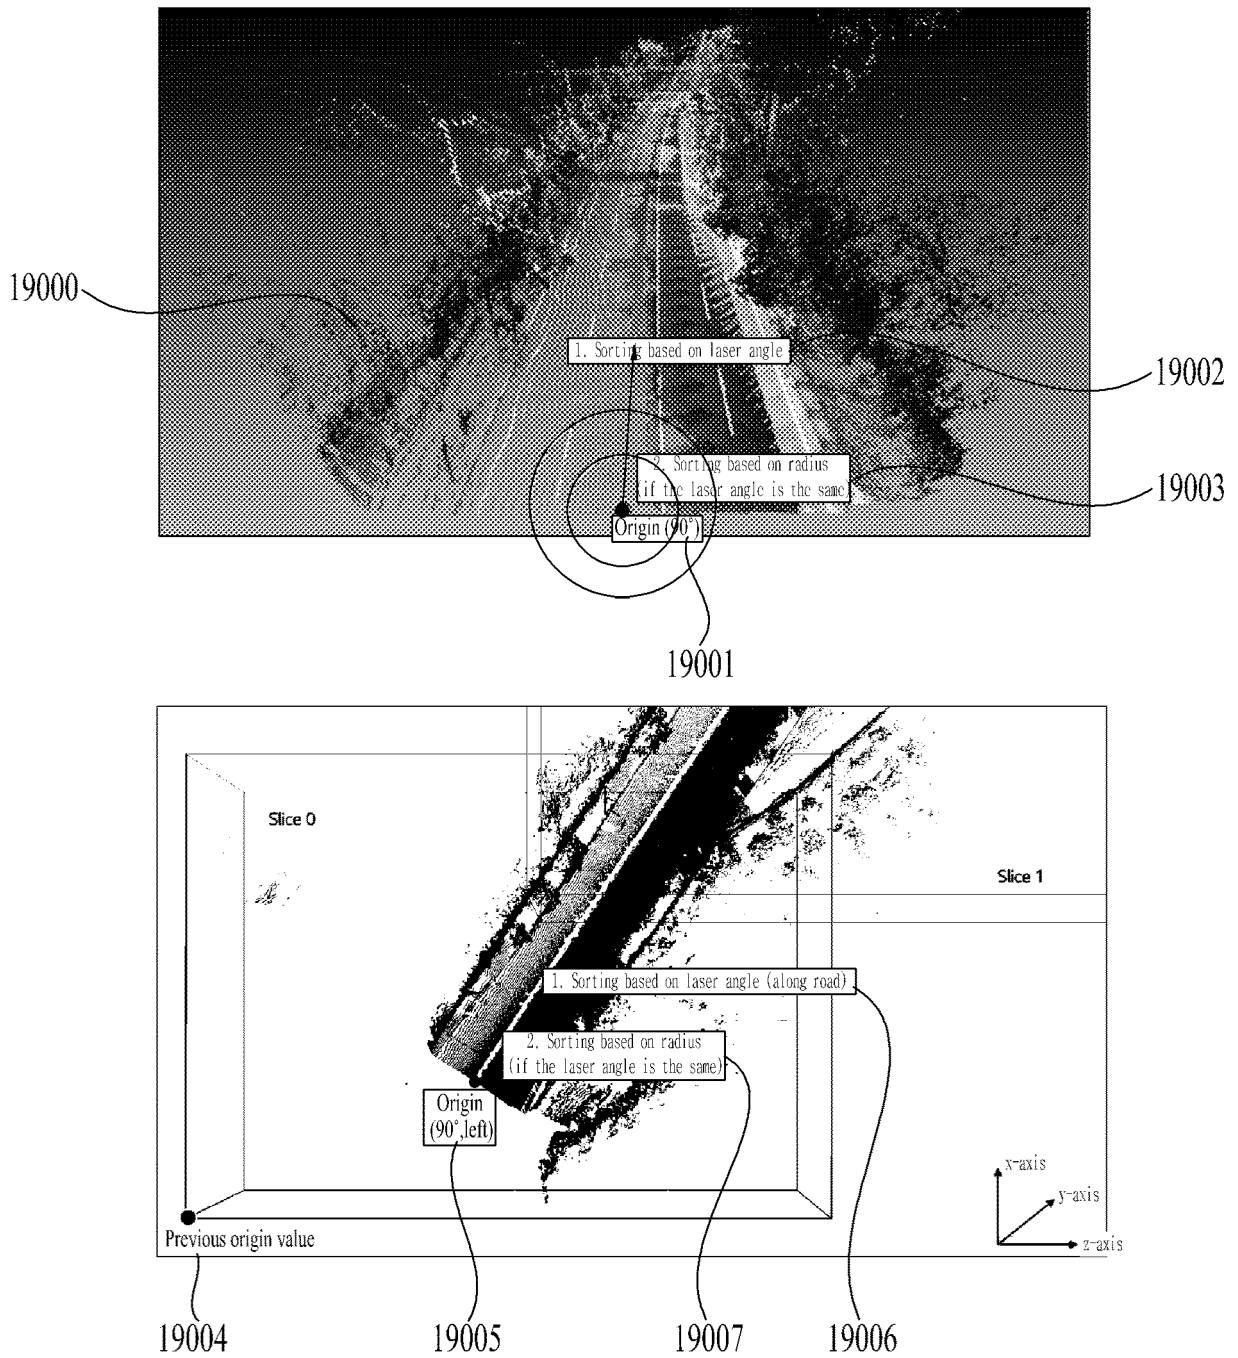 19000
1. Sorting based on laser angle
19002
2. Sorting based on radius
(if the laser angle is the same)
19003
Origin (90°)
19001
Slice 0
Slice 1
1. Sorting based on laser angle (along road)
2. Sorting based on radius
(if the laser angle is the same)
Origin
(90°,left)
x-axis
y-axis
z-axis
Previous origin value
19004
19005
19007
19006